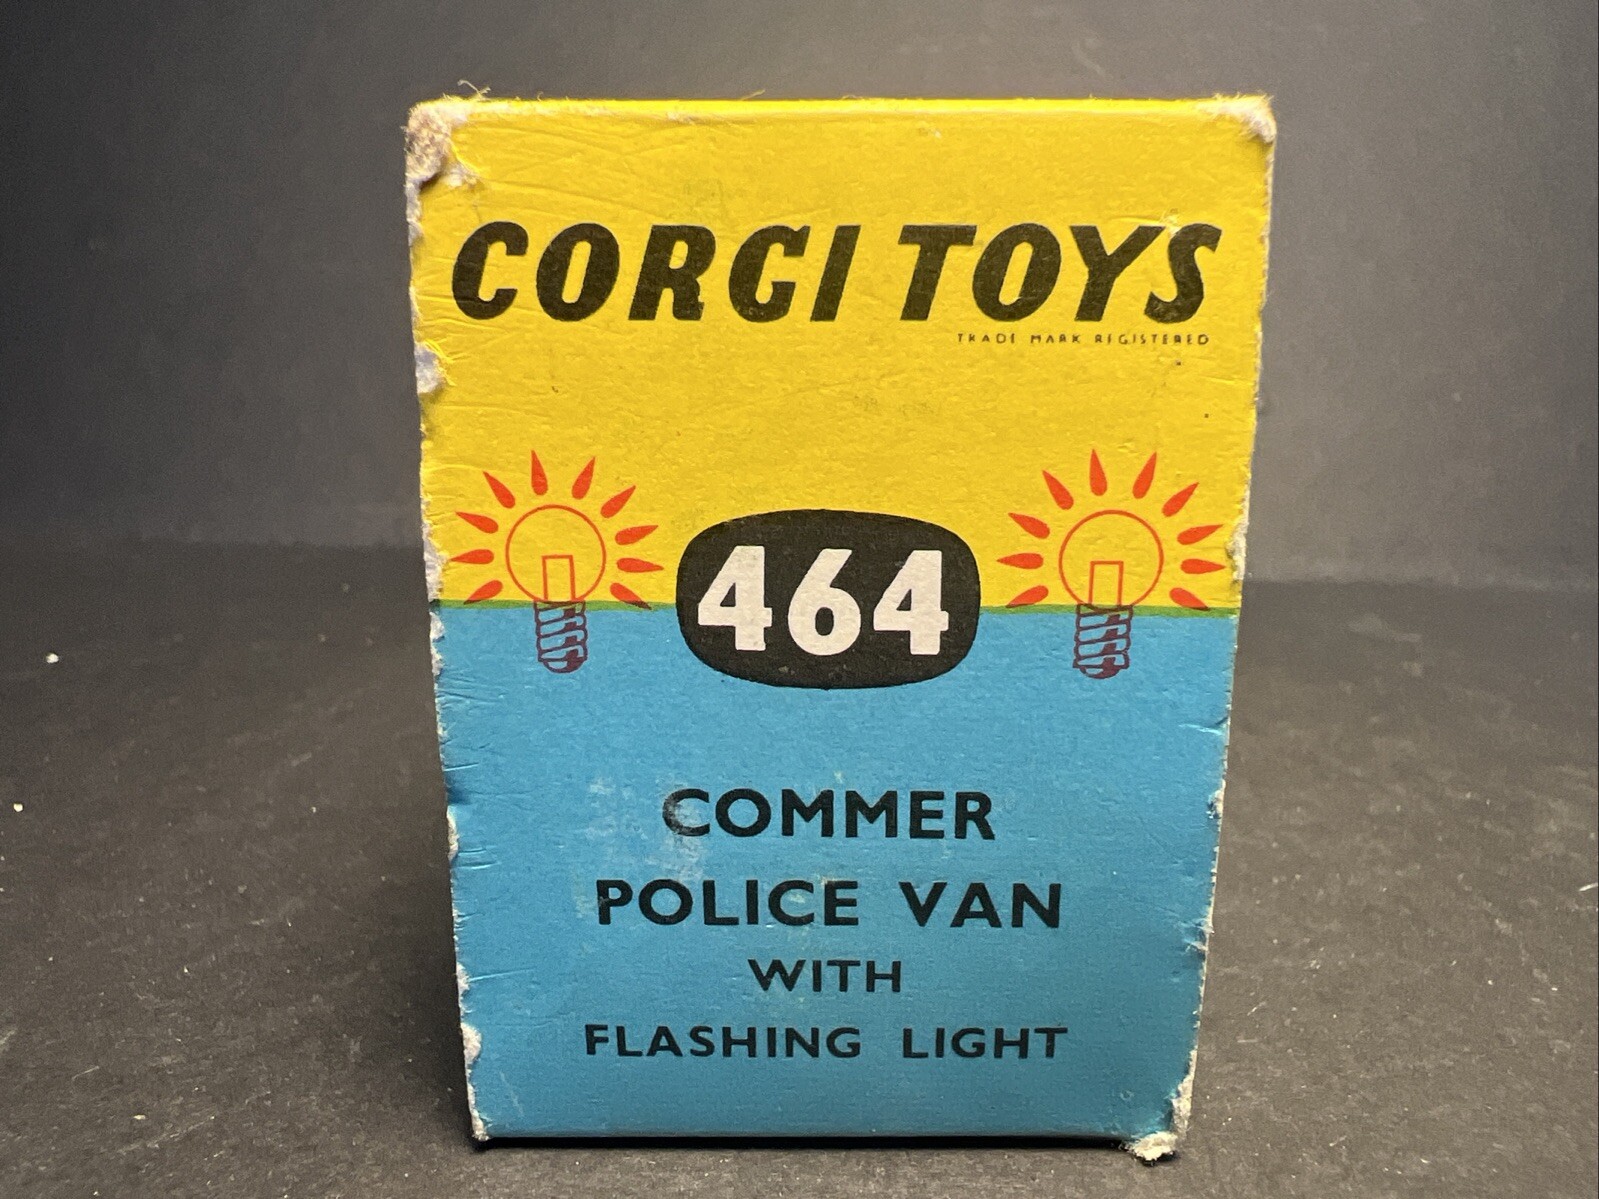 CORGI TOYS
TRADE MARK REGISTERED
464
COMMER
POLICE VAN
WITH
FLASHING LIGHT